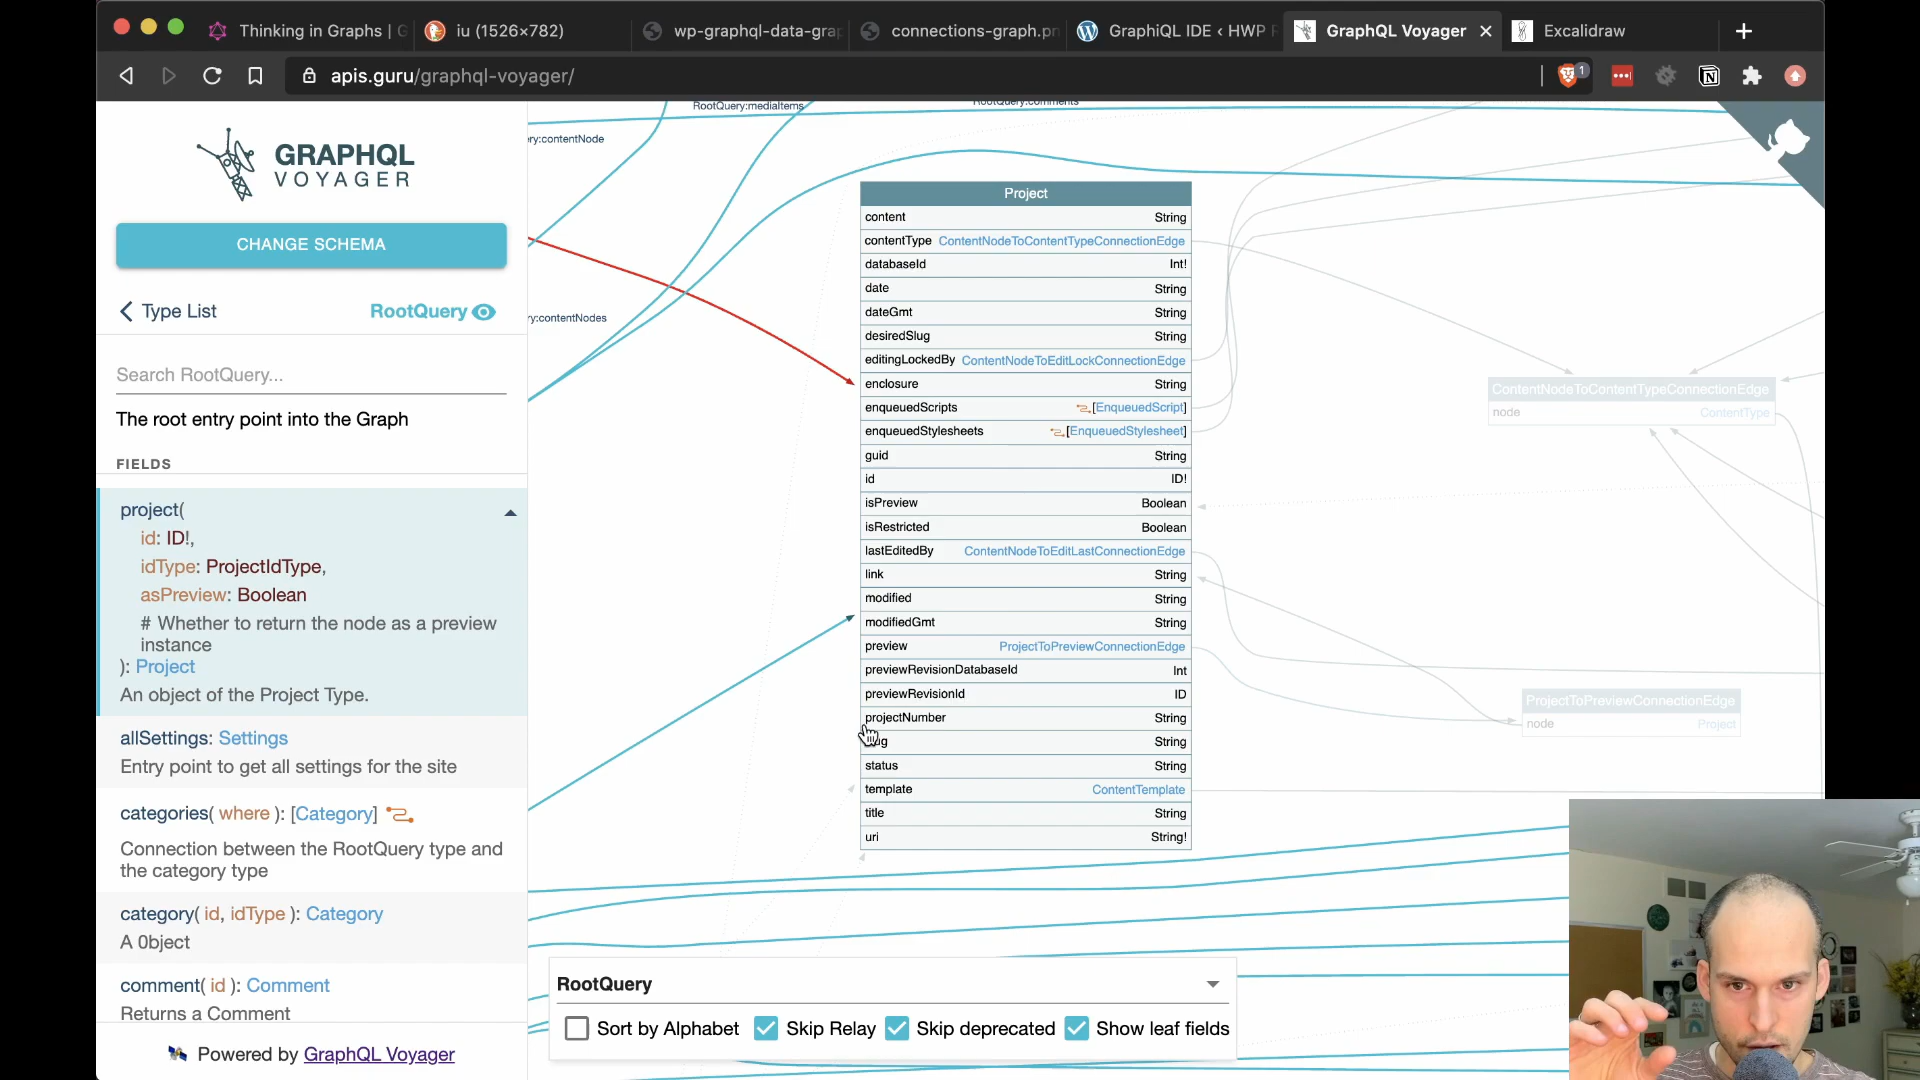 Thinking in Graphs | G
iu (1526×782)
wp-graphql-data-gra
connections-graph.pn
GraphiQL IDE ‹ HWP R
GraphQL Voyager
Excalidraw
apis.guru/graphql-voyager/
1
GRAPHQL
VOYAGER
CHANGE SCHEMA
Type List
RootQuery
Search RootQuery...
The root entry point into the Graph
FIELDS
project(
id: ID!,
idType: ProjectIdType,
asPreview: Boolean
# Whether to return the node as a preview
instance
): Project
An object of the Project Type.
allSettings: Settings
Entry point to get all settings for the site
categories( where ): [Category]
Connection between the RootQuery type and
the category type
category( id, idType ): Category
A 0bject
comment( id ): Comment
Returns a Comment
Powered by GraphQL Voyager
RootQuery:mediaItems
RootQuery:comments
ry:contentNode
y:contentNodes
Project
content String
contentType ContentNodeToContentTypeConnectionEdge
databaseId Int!
date String
dateGmt String
desiredSlug String
editingLockedBy ContentNodeToEditLockConnectionEdge
enclosure String
enqueuedScripts [EnqueuedScript]
enqueuedStylesheets [EnqueuedStylesheet]
guid String
id ID!
isPreview Boolean
isRestricted Boolean
lastEditedBy ContentNodeToEditLastConnectionEdge
link String
modified String
modifiedGmt String
preview ProjectToPreviewConnectionEdge
previewRevisionDatabaseId Int
previewRevisionId ID
projectNumber String
ug String
status String
template ContentTemplate
title String
uri String!
ContentNodeToContentTypeConnectionEdge
node ContentType
ProjectToPreviewConnectionEdge
node Project
RootQuery
Sort by Alphabet Skip Relay Skip deprecated Show leaf fields